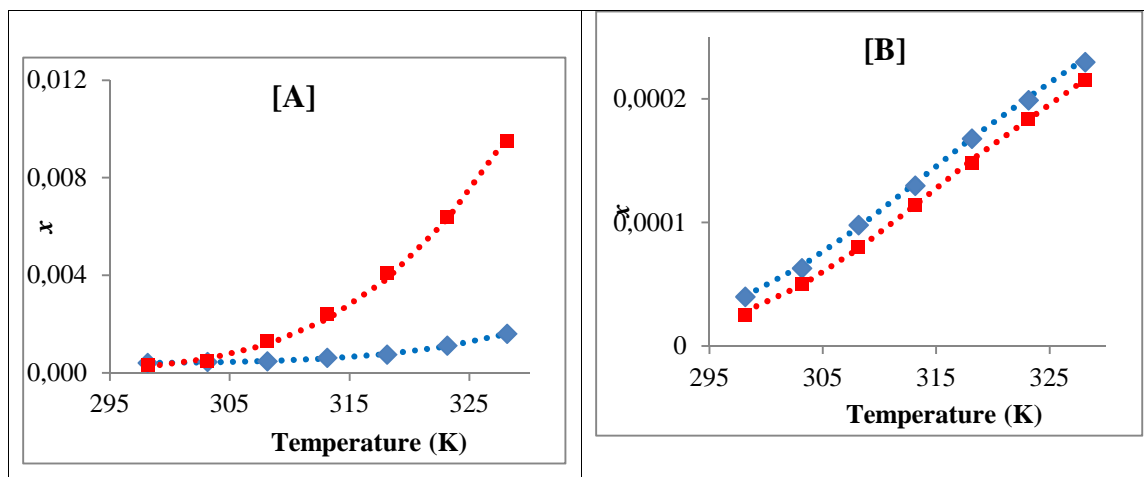 [A]
0,012
0,008
0,004
0,000
x
295
305
315
325
Temperature (K)
[B]
0,0002
0,0001
0
x
295
305
315
325
Temperature (K)